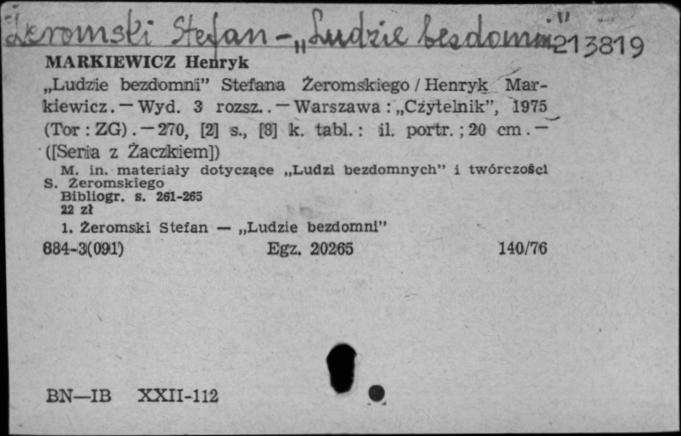 Żeromski Stefan - „Ludzie bezdomni" 213819
MARKIEWICZ Henryk
„Ludzie bezdomni” Stefana Żeromskiego / Henryk Mar-
kiewicz. — Wyd. 3 rozsz.. — Warszawa : „Czytelnik”, 1975
(Tor : ZG). — 270, [2] s., [8] k. tabl. : il. portr. ; 20 cm. —
([Seria z Żaczkiem])
M. in. materiały dotyczące „Ludzi bezdomnych” i twórczości
S. Żeromskiego
Bibliogr. s. 261-265
22 zł
1. Żeromski Stefan — „Ludzie bezdomni”
884-3(091) Egz. 20265 140/76
BN—IB XXII-112